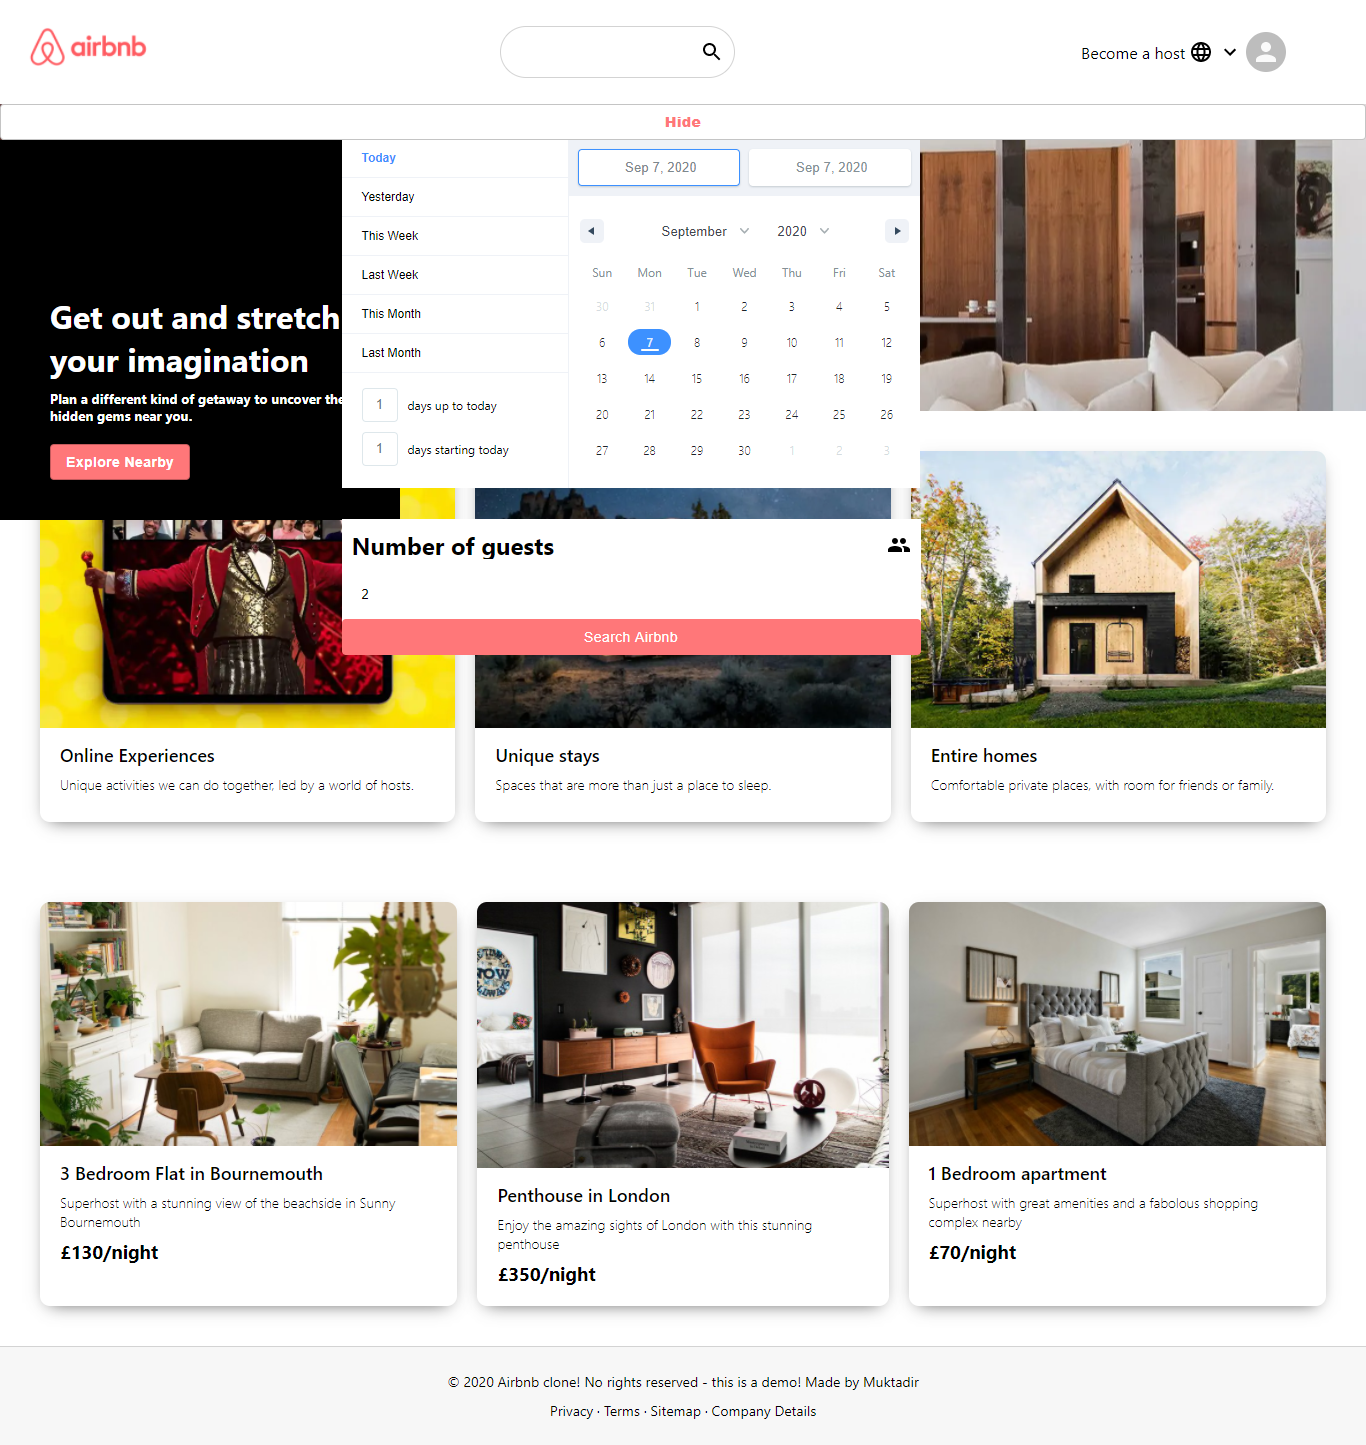 airbnb
Become a host
Hide
Today
Yesterday
This Week
Last Week
This Month
Last Month
1 days up to today
1 days starting today
Sep 7, 2020 Sep 7, 2020
September 2020
Sun Mon Tue Wed Thu Fri Sat
30 31 1 2 3 4 5
6 7 8 9 10 11 12
13 14 15 16 17 18 19
20 21 22 23 24 25 26
27 28 29 30 1 2 3
Get out and stretch
your imagination
Plan a different kind of getaway to uncover the
hidden gems near you.
Explore Nearby
Number of guests
2
Search Airbnb
Online Experiences
Unique activities we can do together, led by a world of hosts.
Unique stays
Spaces that are more than just a place to sleep.
Entire homes
Comfortable private places, with room for friends or family.
3 Bedroom Flat in Bournemouth
Superhost with a stunning view of the beachside in Sunny
Bournemouth
£130/night
Penthouse in London
Enjoy the amazing sights of London with this stunning
penthouse
£350/night
1 Bedroom apartment
Superhost with great amenities and a fabolous shopping
complex nearby
£70/night
© 2020 Airbnb clone! No rights reserved - this is a demo! Made by Muktadir
Privacy · Terms · Sitemap · Company Details